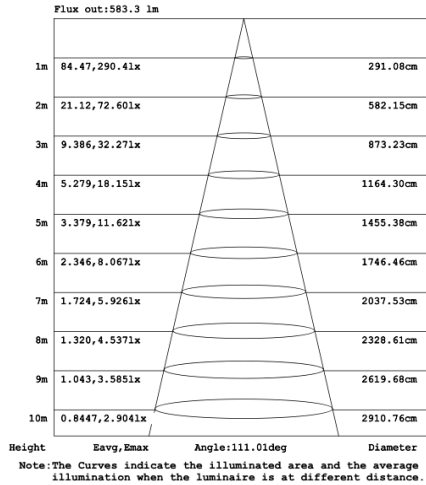 Flux out:583.3 lm
1m 84.47,290.4lx 291.08cm
2m 21.12,72.60lx 582.15cm
3m 9.386,32.27lx 873.23cm
4m 5.279,18.15lx 1164.30cm
5m 3.379,11.62lx 1455.38cm
6m 2.346,8.067lx 1746.46cm
7m 1.724,5.926lx 2037.53cm
8m 1.320,4.537lx 2328.61cm
9m 1.043,3.585lx 2619.68cm
10m 0.8447,2.904lx 2910.76cm
Height Eavg,Emax Angle:111.01deg Diameter
Note:The Curves indicate the illuminated area and the average
illumination when the luminaire is at different distance.